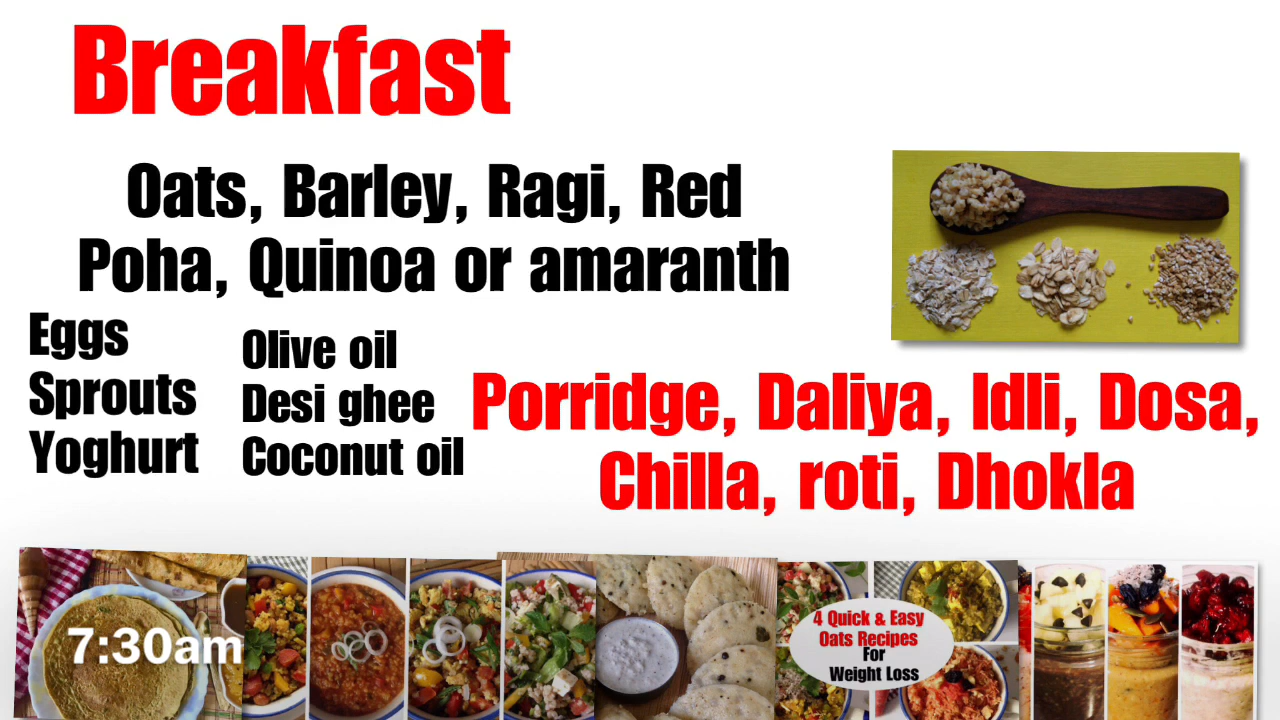 Breakfast
Oats, Barley, Ragi, Red
Poha, Quinoa or amaranth
Eggs
Sprouts
Yoghurt
Olive oil
Desi ghee
Coconut oil
Porridge, Daliya, Idli, Dosa,
Chilla, roti, Dhokla
7:30am
4 Quick & Easy
Oats Recipes
For
Weight Loss